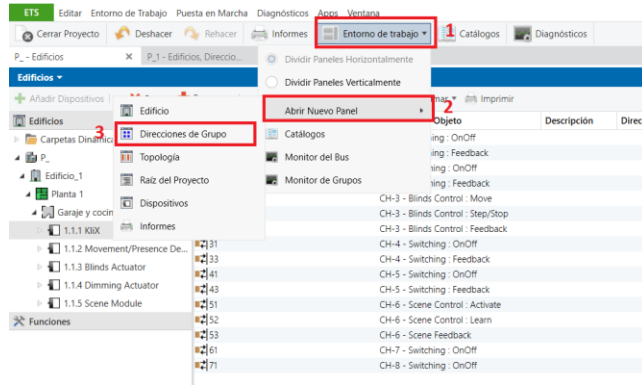 ETS Editar Entorno de Trabajo Puesta en Marcha Diagnósticos Apps Ventana
Cerrar Proyecto Deshacer Rehacer Informes Entorno de trabajo 1 Catálogos Diagnósticos
P_ - Edificios X P_1 - Edificios, Direccio...
Dividir Paneles Horizontalmente
Edificios
Dividir Paneles Verticalmente
Añadir Dispositivos
Abrir Nuevo Panel 2
Imprimir
Edificios
Edificio
Objeto Descripción Direc
Carpetas Dinámica
3 Direcciones de Grupo
Catálogos
ing : OnOff
P_
Topología
Monitor del Bus
ing : Feedback
Edificio_1
Raíz del Proyecto
Monitor de Grupos
ing : OnOff
ing : Feedback
Planta 1
Dispositivos
CH-3 - Blinds Control : Move
Garaje y cocin
CH-3 - Blinds Control : Step/Stop
1.1.1 KliX
Informes
CH-3 - Blinds Control : Feedback
1.1.2 Movement/Presence De...
31 CH-4 - Switching : OnOff
33 CH-4 - Switching : Feedback
1.1.3 Blinds Actuator
41 CH-5 - Switching : OnOff
1.1.4 Dimming Actuator
43 CH-5 - Switching : Feedback
1.1.5 Scene Module
51 CH-6 - Scene Control : Activate
Funciones
52 CH-6 - Scene Control : Learn
53 CH-6 - Scene Feedback
61 CH-7 - Switching : OnOff
71 CH-8 - Switching : OnOff